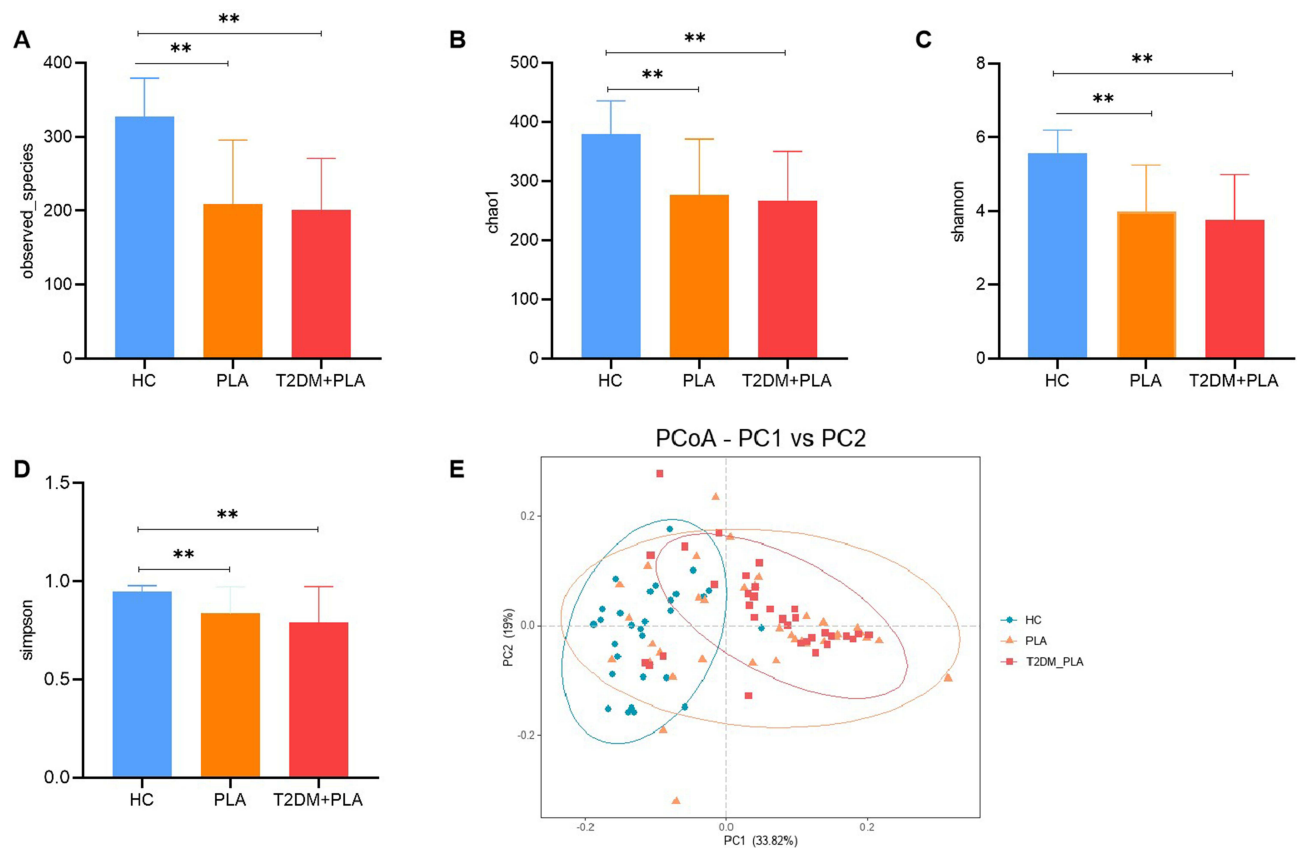 A
**
**
400
300
200
100
0
observed_species
HC
PLA
T2DM+PLA
B
**
**
500
400
300
200
100
0
chao1
HC
PLA
T2DM+PLA
C
**
**
8
6
4
2
0
shannon
HC
PLA
T2DM+PLA
D
**
**
1.5
1.0
0.5
0.0
simpson
HC
PLA
T2DM+PLA
E
PCoA - PC1 vs PC2
0.2
0.0
-0.2
PC2 (19%)
-0.2
0.0
0.2
PC1 (33.82%)
HC
PLA
T2DM_PLA